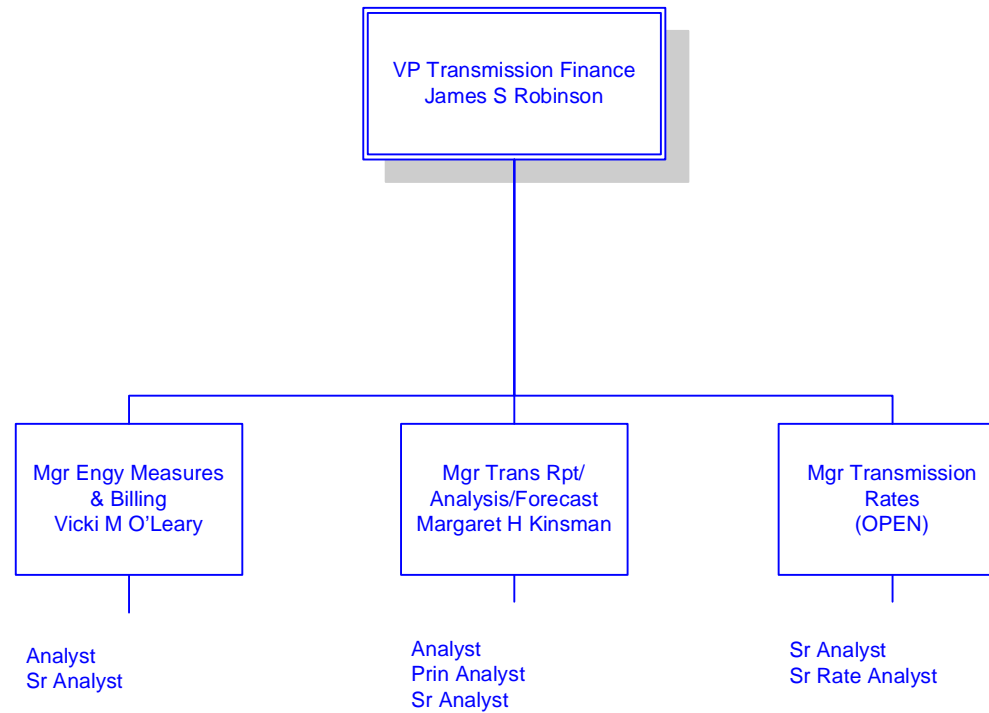 VP Transmission Finance
James S Robinson
Mgr Engy Measures
& Billing
Vicki M O’Leary
Mgr Trans Rpt/
Analysis/Forecast
Margaret H Kinsman
Mgr Transmission
Rates
(OPEN)
Analyst
Sr Analyst
Analyst
Prin Analyst
Sr Analyst
Sr Analyst
Sr Rate Analyst